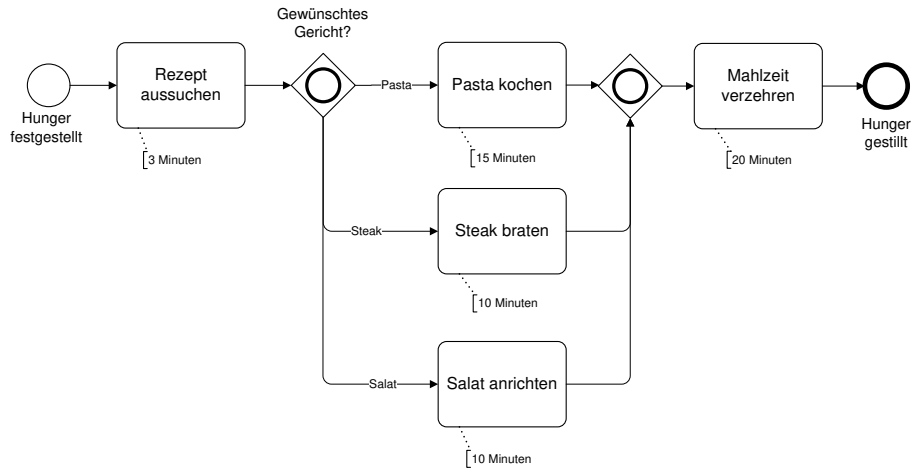 Gewünschtes
Gericht?
Hunger
festgestellt
Rezept
aussuchen
3 Minuten
Pasta
Pasta kochen
15 Minuten
Mahlzeit
verzehren
20 Minuten
Hunger
gestillt
Steak
Steak braten
10 Minuten
Salat
Salat anrichten
10 Minuten